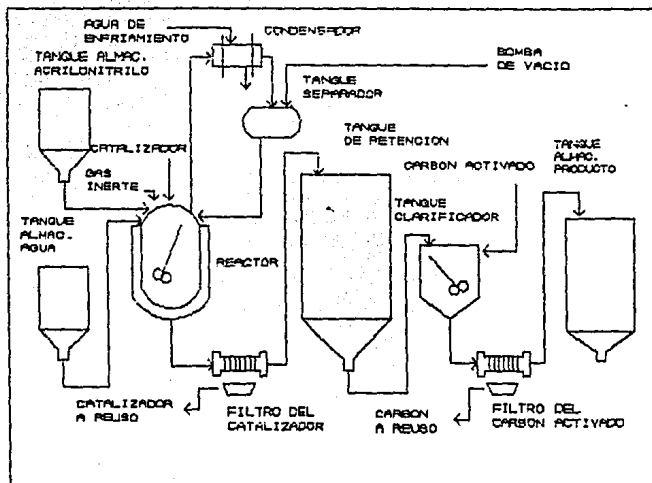 AGUA DE
ENFRIAMIENTO
CONDENSADOR
TANQUE ALMAC.
ACRILONITRILO
BOMBA
DE VACIO
TANQUE
SEPARADOR
TANQUE
DE RETENCION
CATALIZADOR
GAS
INERTE
CARBON ACTIVADO
TANQUE
ALMAC.
PRODUCTO
TANQUE
ALMAC.
AGUA
TANQUE
CLARIFICADOR
REACTOR
CATALIZADOR
A REUSO
FILTRO DEL
CATALIZADOR
CARBON
A REUSO
FILTRO DEL
CARBON ACTIVADO